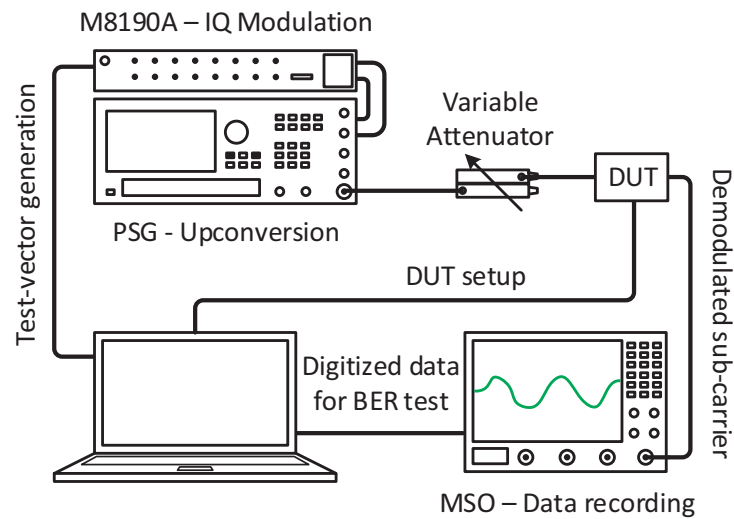 M8190A – IQ Modulation
Test-vector generation
Variable
Attenuator
DUT
Demodulated sub-carrier
PSG - Upconversion
DUT setup
Digitized data
for BER test
MSO – Data recording